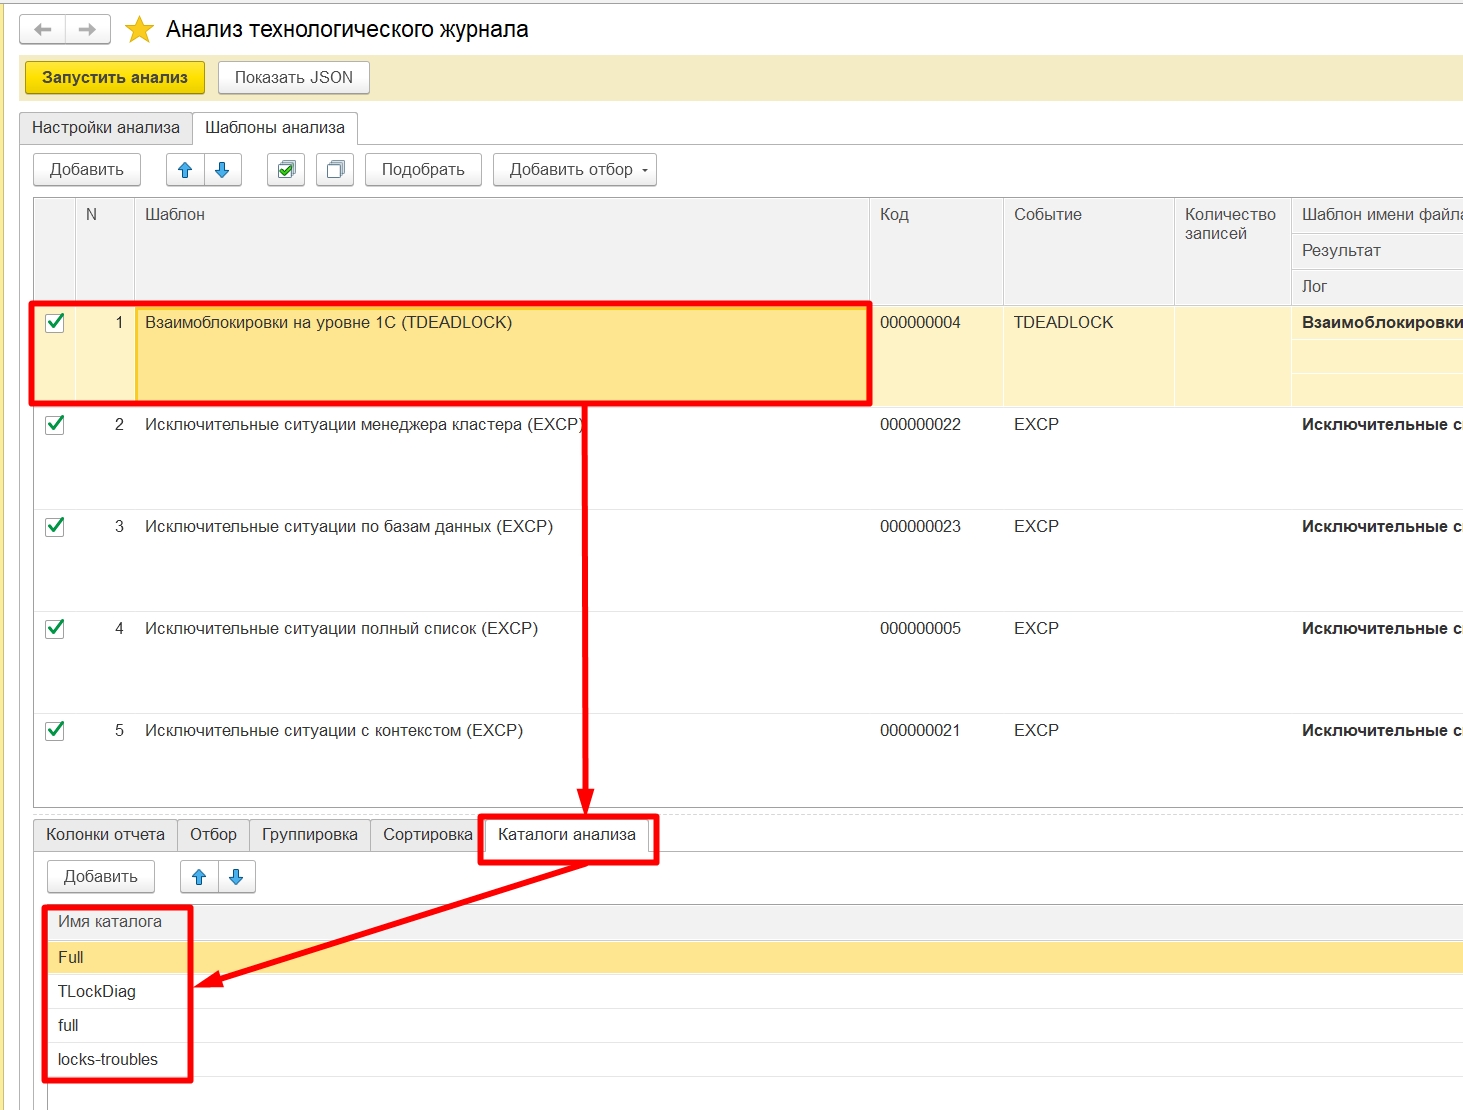 Анализ технологического журнала
Запустить анализ
Показать JSON
Настройки анализа
Шаблоны анализа
Добавить
Подобрать
Добавить отбор
N
Шаблон
Код
Событие
Количество записей
Шаблон имени файла
Результат
Лог
1 Взаимоблокировки на уровне 1С (TDEADLOCK) 000000004 TDEADLOCK Взаимоблокировки
2 Исключительные ситуации менеджера кластера (EXCP) 000000022 EXCP Исключительные с
3 Исключительные ситуации по базам данных (EXCP) 000000023 EXCP Исключительные с
4 Исключительные ситуации полный список (EXCP) 000000005 EXCP Исключительные с
5 Исключительные ситуации с контекстом (EXCP) 000000021 EXCP Исключительные с
Колонки отчета
Отбор
Группировка
Сортировка
Каталоги анализа
Добавить
Имя каталога
Full
TLockDiag
full
locks-troubles